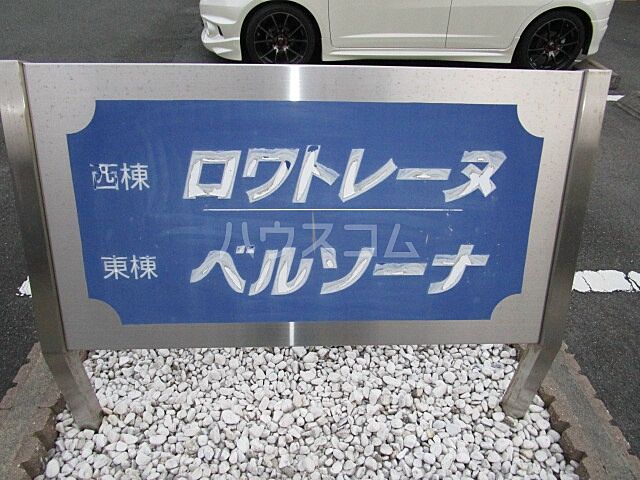 西棟 ロワトレーヌ
ハウスコム
東棟 ベルソーナ